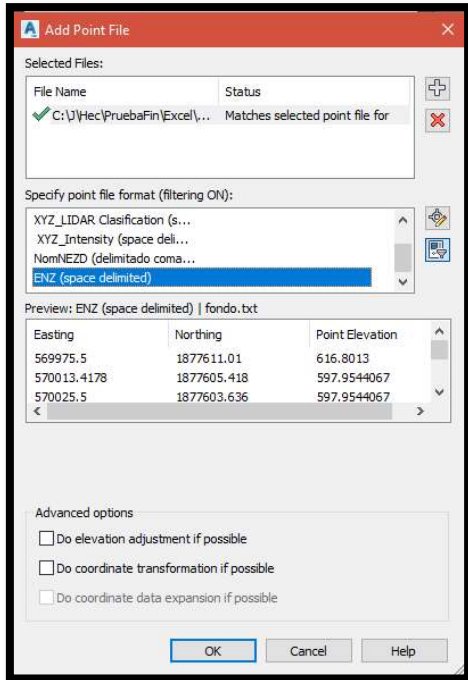 Add Point File
Selected Files:
File Name Status
C:\J\Hec\PruebaFin\Excel\... Matches selected point file for
Specify point file format (filtering ON):
XYZ_LIDAR Clasification (s...
XYZ_Intensity (space deli...
NomNEZD (delimitado coma...
ENZ (space delimited)
Preview: ENZ (space delimited) | fondo.txt
Easting Northing Point Elevation
569975.5 1877611.01 616.8013
570013.4178 1877605.418 597.9544067
570025.5 1877603.636 597.9544067
Advanced options
Do elevation adjustment if possible
Do coordinate transformation if possible
Do coordinate data expansion if possible
OK Cancel Help